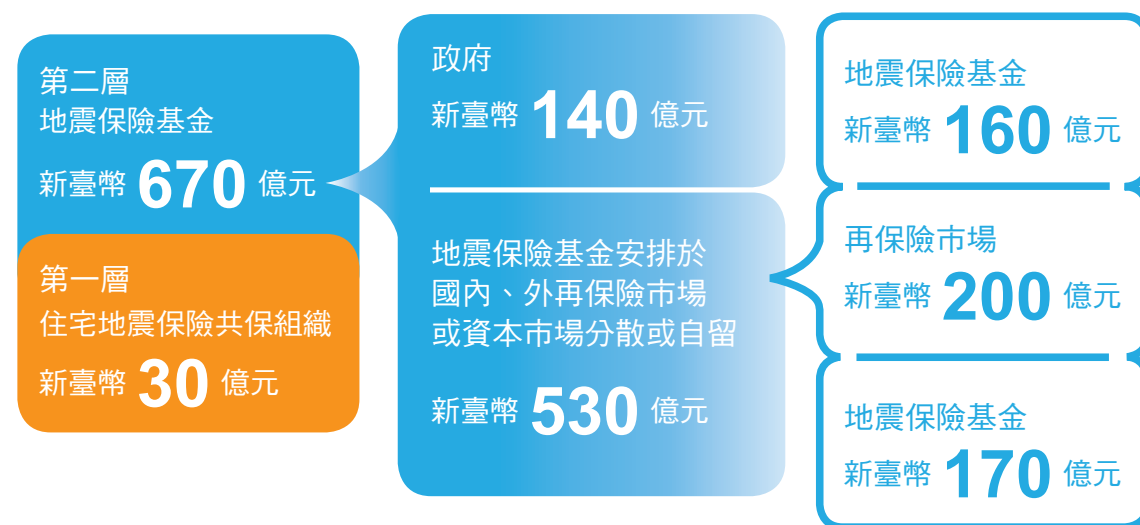 第二層
地震保險基金
新臺幣 670 億元
第一層
住宅地震保險共保組織
新臺幣 30 億元
政府
新臺幣 140 億元
地震保險基金安排於
國內、外再保險市場
或資本市場分散或自留
新臺幣 530 億元
地震保險基金
新臺幣 160 億元
再保險市場
新臺幣 200 億元
地震保險基金
新臺幣 170 億元